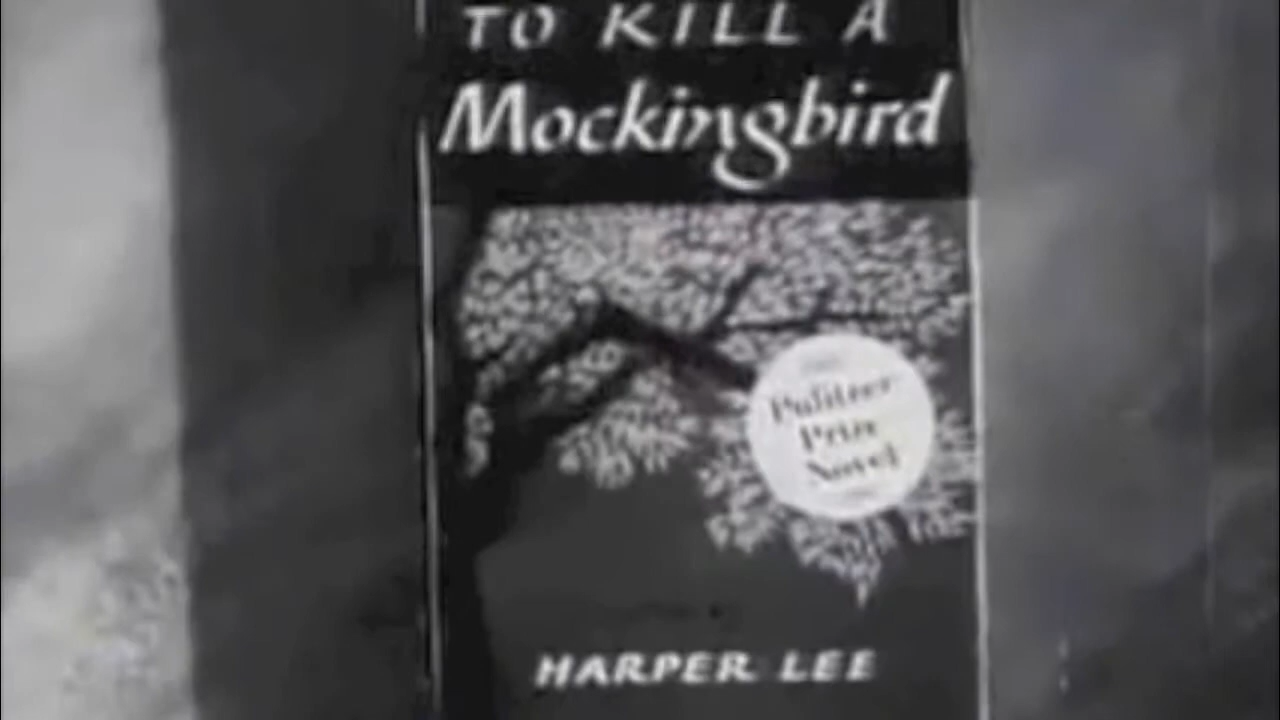 TO KILL A
Mockingbird
Pulitzer
Prize
Novel
HARPER LEE